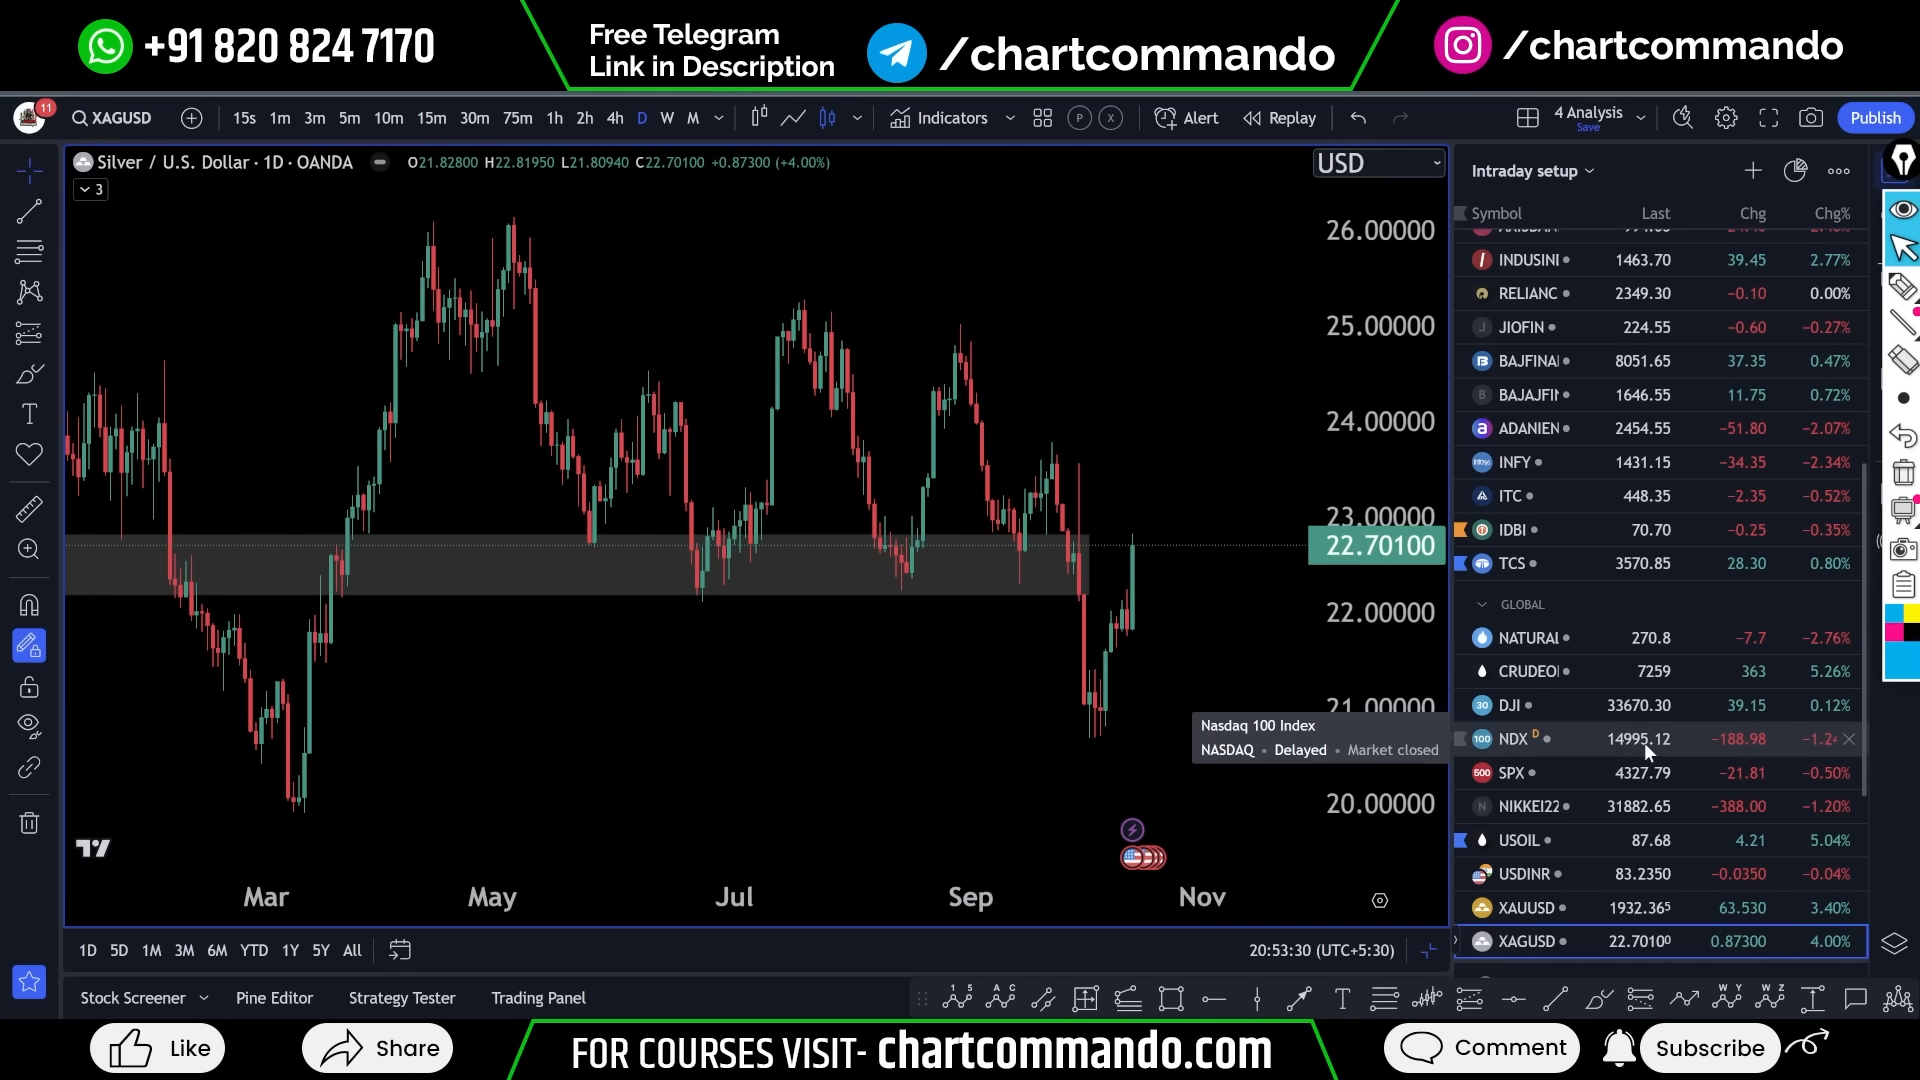 +91 820 824 7170
Free Telegram
Link in Description
/chartcommando
/chartcommando
11
XAGUSD
15s 1m 3m 5m 10m 15m 30m 75m 1h 2h 4h D W M
Indicators
P X
Alert
Replay
4 Analysis
Save
Publish
Silver / U.S. Dollar · 1D · OANDA
O21.82800 H22.81950 L21.80940 C22.70100 +0.87300 (+4.00%)
3
USD
26.00000
25.00000
24.00000
23.00000
22.70100
22.00000
21.00000
20.00000
Nasdaq 100 Index
NASDAQ • Delayed • Market closed
Mar May Jul Sep Nov
1D 5D 1M 3M 6M YTD 1Y 5Y All
20:53:30 (UTC+5:30)
Intraday setup
Symbol Last Chg Chg%
INDUSINI 1463.70 39.45 2.77%
RELIANC 2349.30 −0.10 0.00%
JIOFIN 224.55 −0.60 −0.27%
BAJFINAI 8051.65 37.35 0.47%
BAJAJFIN 1646.55 11.75 0.72%
ADANIEN 2454.55 −51.80 −2.07%
INFY 1431.15 −34.35 −2.34%
ITC 448.35 −2.35 −0.52%
IDBI 70.70 −0.25 −0.35%
TCS 3570.85 28.30 0.80%
GLOBAL
NATURAL 270.8 −7.7 −2.76%
CRUDEOI 7259 363 5.26%
30 DJI 33670.30 39.15 0.12%
100 NDX D 14995.12 −188.98 −1.24
500 SPX 4327.79 −21.81 −0.50%
N NIKKEI22 31882.65 −388.00 −1.20%
USOIL 87.68 4.21 5.04%
USDINR 83.2350 −0.0350 −0.04%
XAUUSD 1932.365 63.530 3.40%
XAGUSD 22.70100 0.87300 4.00%
Stock Screener Pine Editor Strategy Tester Trading Panel
Like
Share
FOR COURSES VISIT- chartcommando.com
Comment
Subscribe